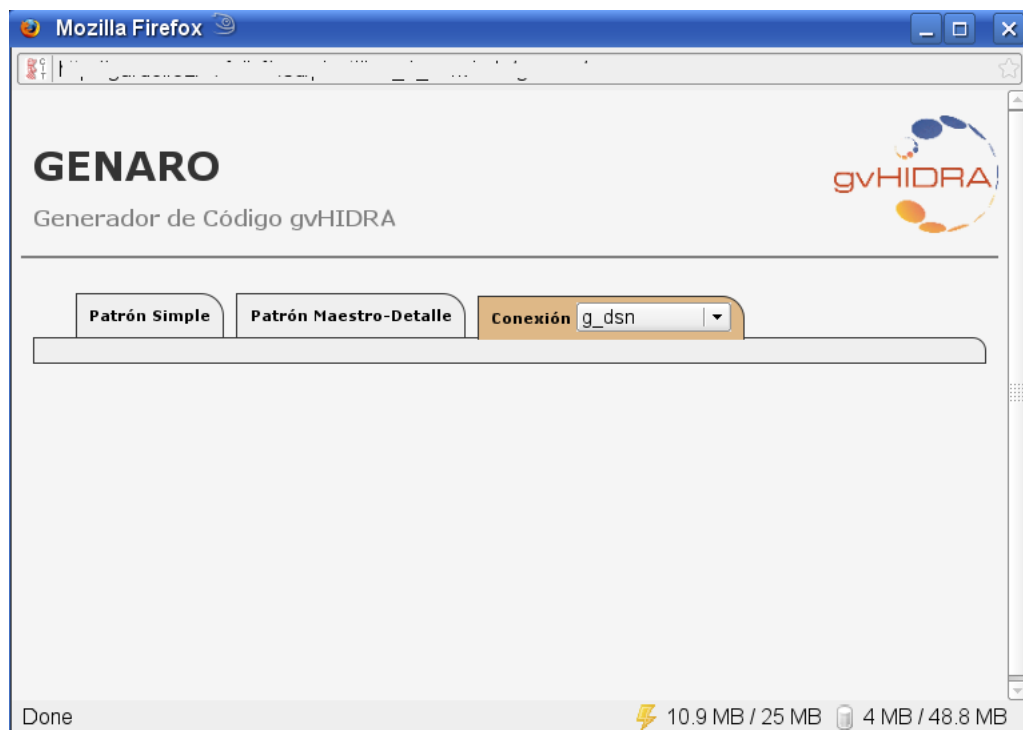 Mozilla Firefox
GENARO
Generador de Código gvHIDRA
gvHIDRA
Patrón Simple
Patrón Maestro-Detalle
Conexión g_dsn
Done
10.9 MB / 25 MB
4 MB / 48.8 MB